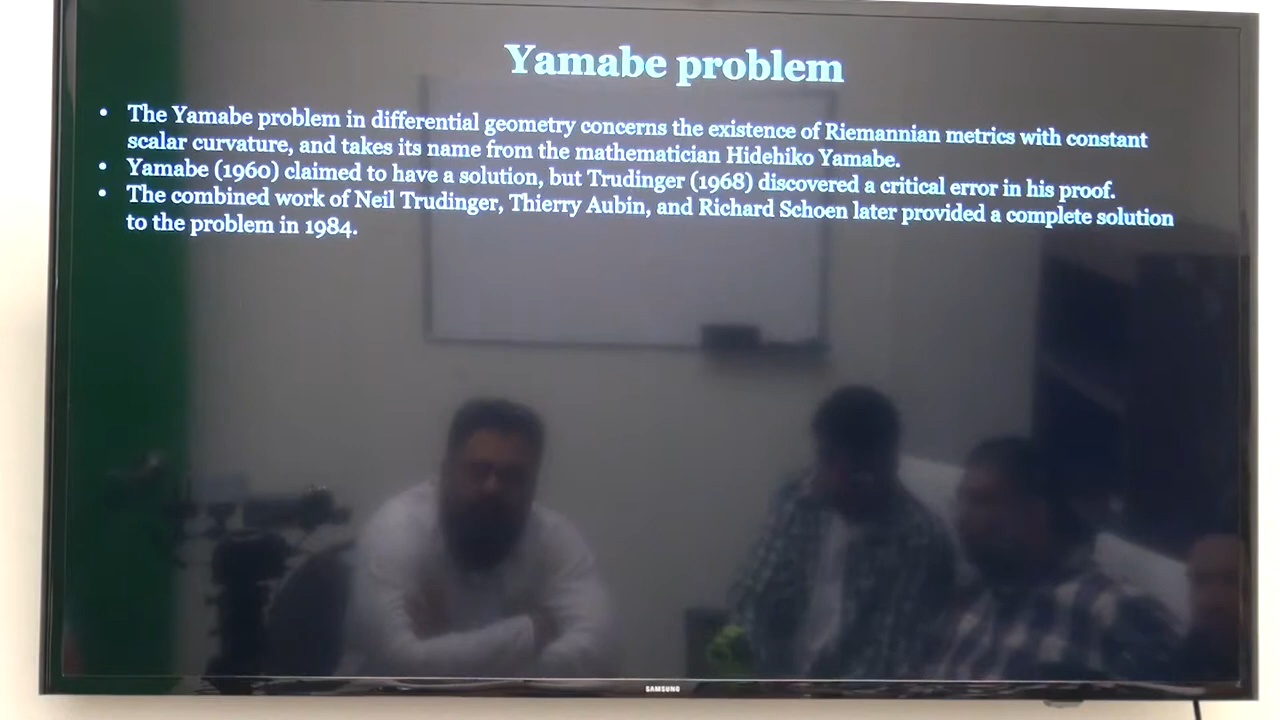 Yamabe problem
• The Yamabe problem in differential geometry concerns the existence of Riemannian metrics with constant
scalar curvature, and takes its name from the mathematician Hidehiko Yamabe.
• Yamabe (1960) claimed to have a solution, but Trudinger (1968) discovered a critical error in his proof.
• The combined work of Neil Trudinger, Thierry Aubin, and Richard Schoen later provided a complete solution
to the problem in 1984.
SAMSUNG